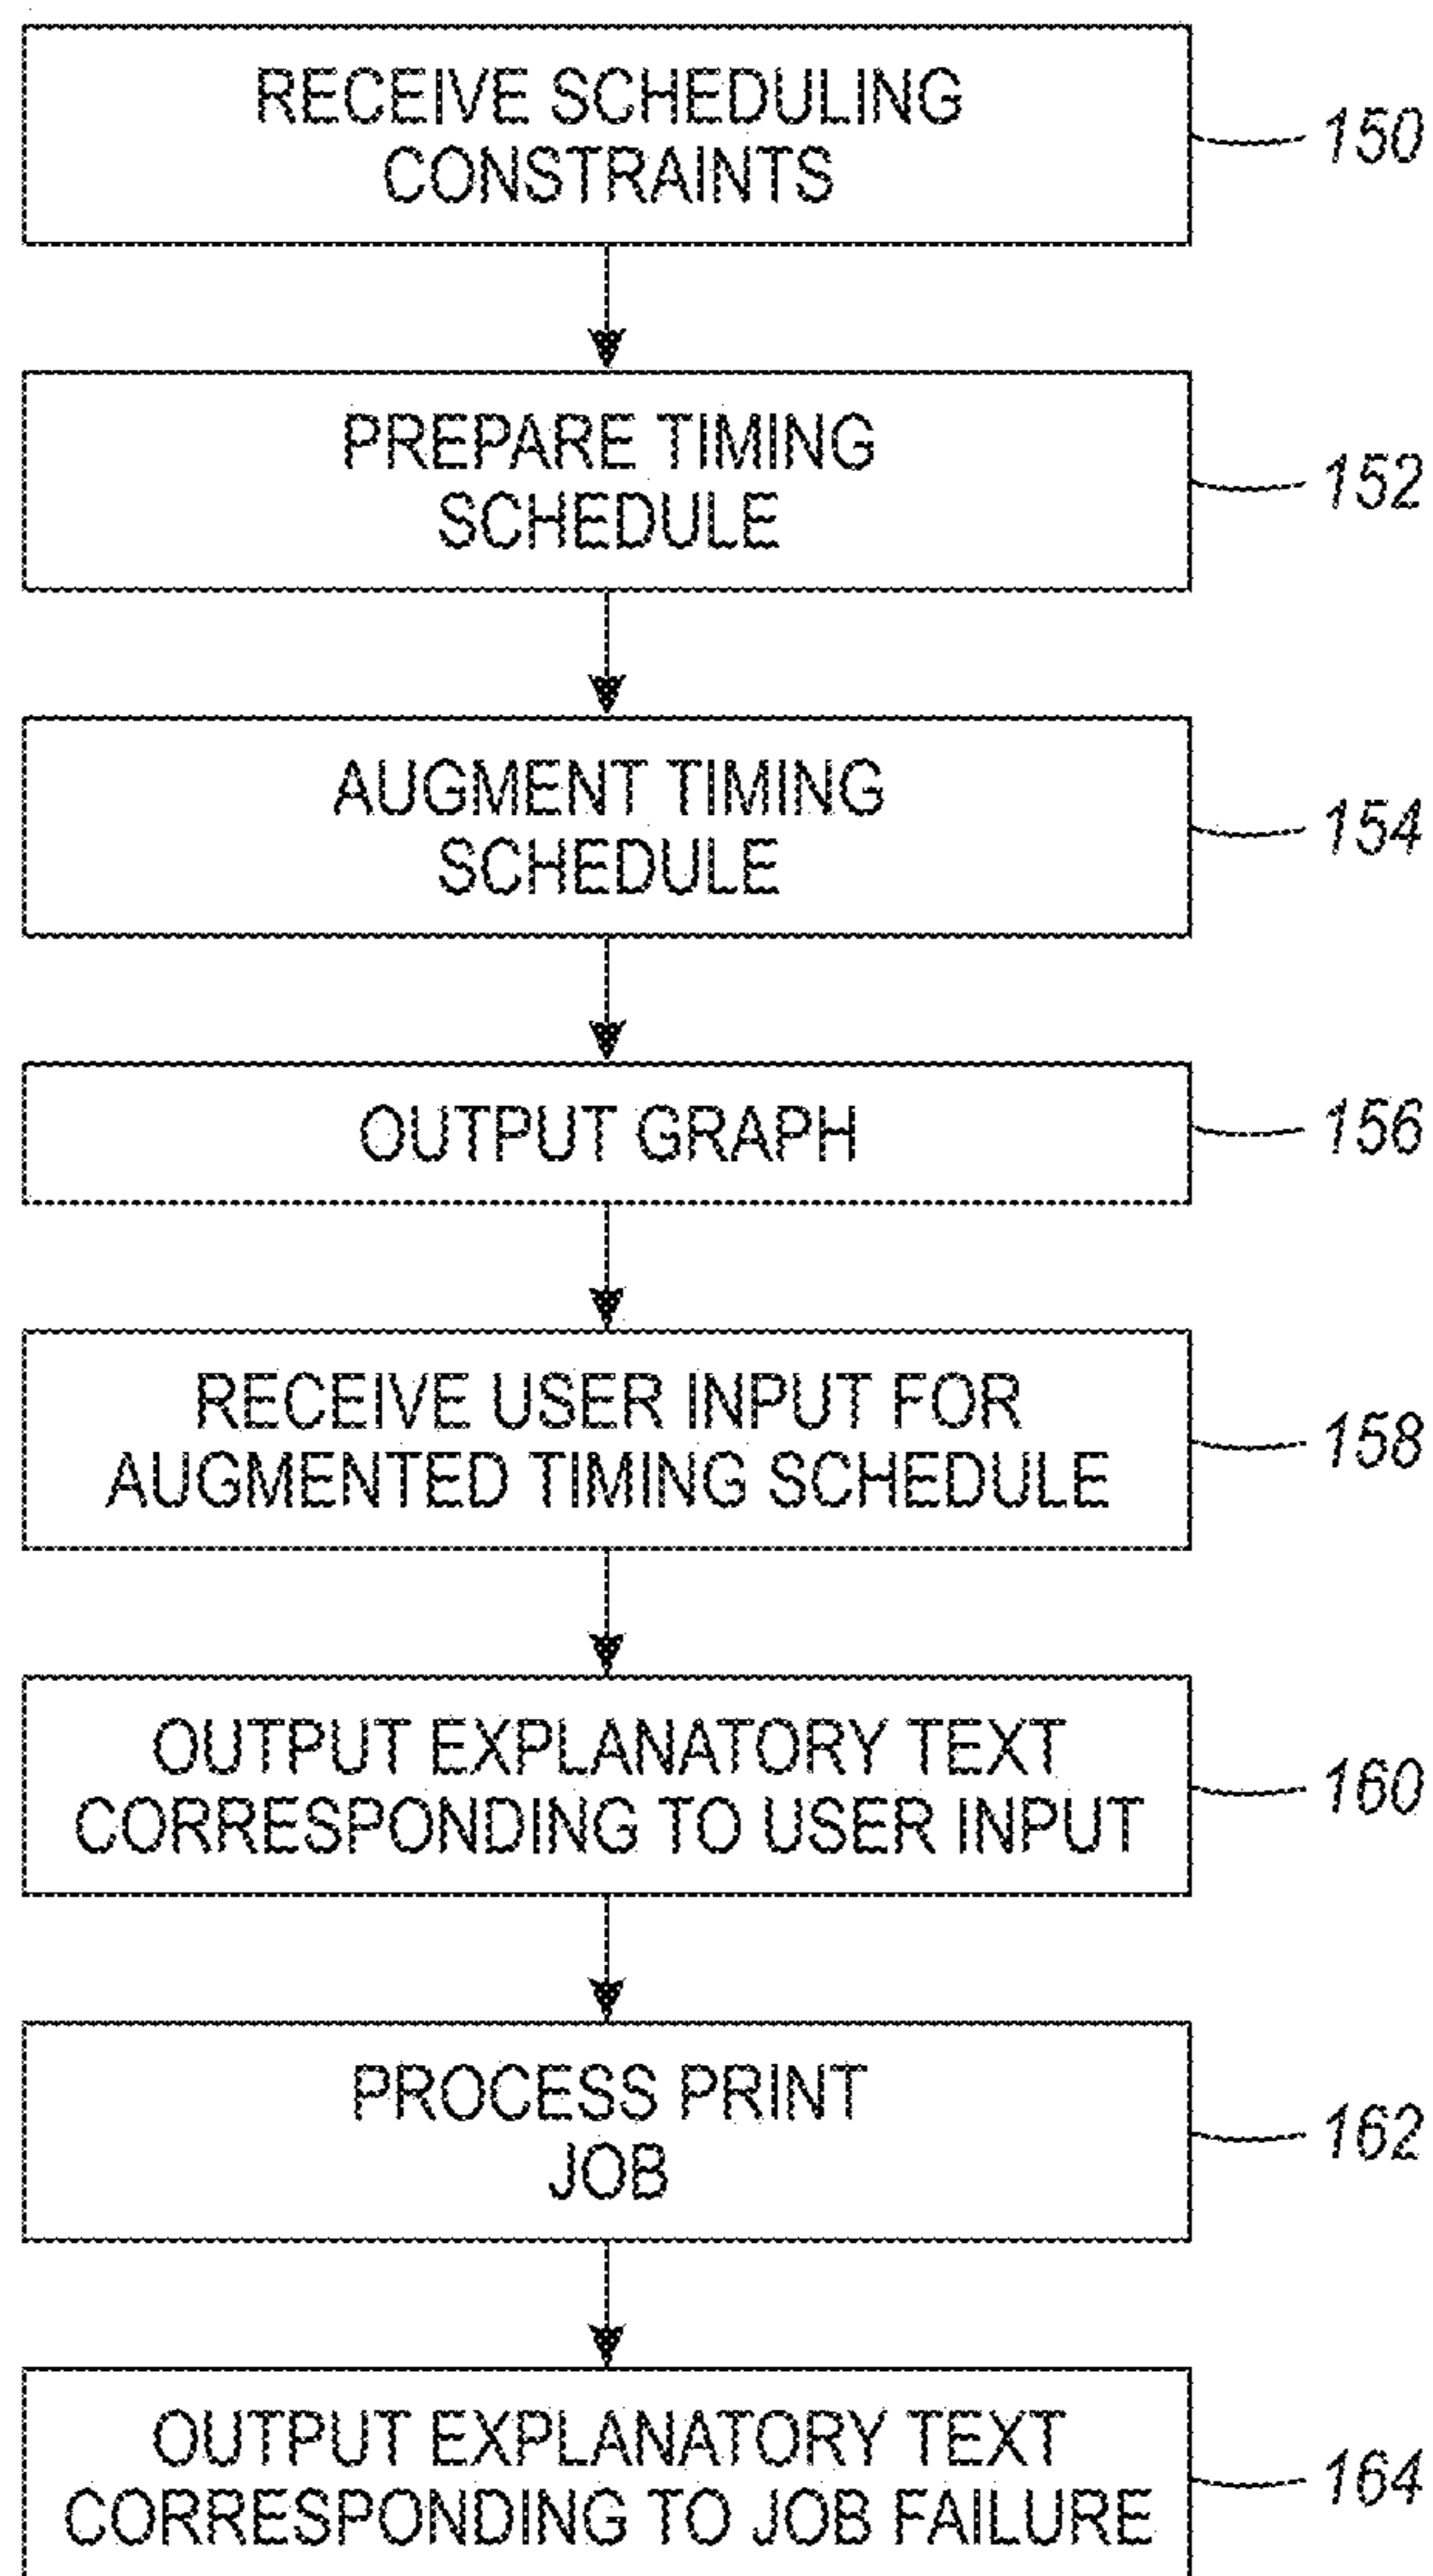 RECEIVE SCHEDULING
CONSTRAINTS
150
PREPARE TIMING
SCHEDULE
152
AUGMENT TIMING
SCHEDULE
154
OUTPUT GRAPH
156
RECEIVE USER INPUT FOR
AUGMENTED TIMING SCHEDULE
158
OUTPUT EXPLANATORY TEXT
CORRESPONDING TO USER INPUT
160
PROCESS PRINT
JOB
162
OUTPUT EXPLANATORY TEXT
CORRESPONDING TO JOB FAILURE
164